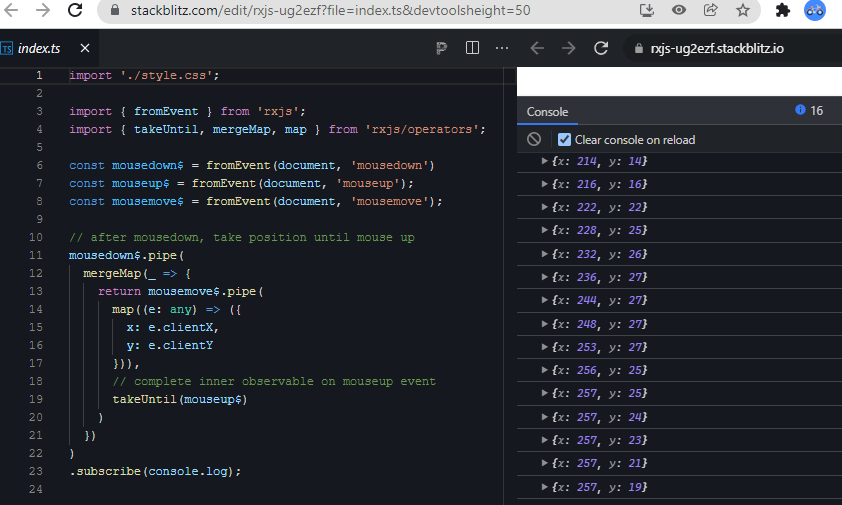 stackblitz.com/edit/rxjs-ug2ezf?file=index.ts&devtoolsheight=50
TS index.ts
rxjs-ug2ezf.stackblitz.io
1 import './style.css';
2
3 import { fromEvent } from 'rxjs';
4 import { takeUntil, mergeMap, map } from 'rxjs/operators';
5
6 const mousedown$ = fromEvent(document, 'mousedown')
7 const mouseup$ = fromEvent(document, 'mouseup');
8 const mousemove$ = fromEvent(document, 'mousemove');
9
10 // after mousedown, take position until mouse up
11 mousedown$.pipe(
12 mergeMap(_ => {
13 return mousemove$.pipe(
14 map((e: any) => ({
15 x: e.clientX,
16 y: e.clientY
17 })),
18 // complete inner observable on mouseup event
19 takeUntil(mouseup$)
20 )
21 })
22 )
23 .subscribe(console.log);
24
Console 16
Clear console on reload
{x: 214, y: 14}
{x: 216, y: 16}
{x: 222, y: 22}
{x: 228, y: 25}
{x: 232, y: 26}
{x: 236, y: 27}
{x: 244, y: 27}
{x: 248, y: 27}
{x: 253, y: 27}
{x: 256, y: 25}
{x: 257, y: 25}
{x: 257, y: 24}
{x: 257, y: 23}
{x: 257, y: 21}
{x: 257, y: 19}